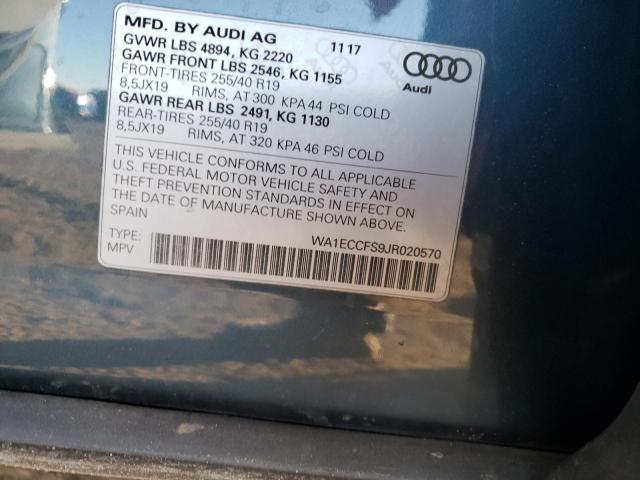 MFD. BY AUDI AG 11 17
GVWR LBS 4894, KG 2220
GAWR FRONT LBS 2546, KG 1155
FRONT-TIRES 255/40 R19
8,5JX19 RIMS, AT 300 KPA 44 PSI COLD
GAWR REAR LBS 2491, KG 1130
REAR-TIRES 255/40 R19
8,5JX19 RIMS, AT 320 KPA 46 PSI COLD
Audi
THIS VEHICLE CONFORMS TO ALL APPLICABLE
U.S. FEDERAL MOTOR VEHICLE SAFETY AND
THEFT PREVENTION STANDARDS IN EFFECT ON
THE DATE OF MANUFACTURE SHOWN ABOVE.
SPAIN
WA1ECCFS9JR020570
TYPE:
MPV